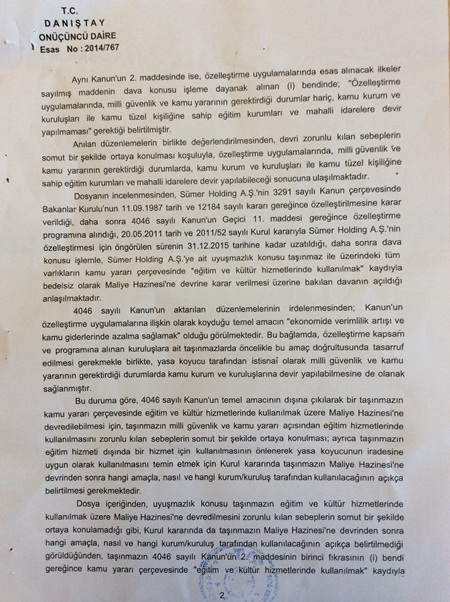 T.C.
DANIŞTAY
ONÜÇÜNCÜ DAİRE
Esas No : 2014/767
Aynı Kanun'un 2. maddesinde ise, özelleştirme uygulamalarında esas alınacak ilkeler
sayılmış maddenin dava konusu işleme dayanak alınan (i) bendinde; "Özelleştirme
uygulamalarında, milli güvenlik ve kamu yararının gerektirdiği durumlar hariç, kamu kurum ve
kuruluşları ile kamu tüzel kişiliğine sahip eğitim kurumları ve mahalli idarelere devir
yapılmaması" gerektiği belirtilmiştir.
Anılan düzenlemelerin birlikte değerlendirilmesinden, devri zorunlu kılan sebeplerin
somut bir şekilde ortaya konulması koşuluyla, özelleştirme uygulamalarında, milli güvenlik ve
kamu yararının gerektirdiği durumlarda, kamu kurum ve kuruluşları ile kamu tüzel kişiliğine
sahip eğitim kurumları ve mahalli idarelere devir yapılabileceği sonucuna ulaşılmaktadır.
Dosyanın incelenmesinden, Sümer Holding A.Ş.'nin 3291 sayılı Kanun çerçevesinde
Bakanlar Kurulu'nun 11.09.1987 tarih ve 12184 sayılı kararı gereğince özelleştirilmesine karar
verildiği, daha sonra 4046 sayılı Kanun'un Geçici 11. maddesi gereğince özelleştirme
programına alındığı, 20.05.2011 tarih ve 2011/52 sayılı Kurul kararıyla Sümer Holding A.Ş.'nin
özelleştirmesi için öngörülen sürenin 31.12.2015 tarihine kadar uzatıldığı, daha sonra dava
konusu işlemle, Sümer Holding A.Ş.'ye ait uyuşmazlık konusu taşınmaz ile üzerindeki tüm
varlıkların kamu yararı çerçevesinde "eğitim ve kültür hizmetlerinde kullanılmak" kaydıyla
bedelsiz olarak Maliye Hazinesi'ne devrine karar verilmesi üzerine bakılan davanın açıldığı
anlaşılmaktadır.
4046 sayılı Kanun'un aktarılan düzenlemelerinin irdelenmesinden; Kanun'un
özelleştirme uygulamalarına ilişkin olarak koyduğu temel amacın "ekonomide verimlilik artışı ve
kamu giderlerinde azalma sağlamak" olduğu görülmektedir. Bu bağlamda, özelleştirme kapsam
ve programına alınan kuruluşlara ait taşınmazlarda öncelikle bu amaç doğrultusunda tasarruf
edilmesi gerekmekle birlikte, yasa koyucu tarafından istisnaî olarak milli güvenlik ve kamu
yararının gerektirdiği durumlarda kamu kurum ve kuruluşlarına devir yapılabilmesine de olanak
sağlanmıştır.
Bu duruma göre, 4046 sayılı Kanun'un temel amacının dışına çıkılarak bir taşınmazın
kamu yararı çerçevesinde eğitim ve kültür hizmetlerinde kullanılmak üzere Maliye Hazinesi'ne
devredilebilmesi için, taşınmazın milli güvenlik ve kamu yararı açısından eğitim hizmetlerinde
kullanılmasını zorunlu kılan sebeplerin somut bir şekilde ortaya konulması; ayrıca taşınmazın
eğitim hizmeti dışında bir hizmet için kullanılmasının önlenerek yasa koyucunun iradesine
uygun olarak kullanılmasını temin etmek için Kurul kararında taşınmazın Maliye Hazinesi'ne
devrinden sonra hangi amaçla, nasıl ve hangi kurum/kuruluş tarafından kullanılacağının açıkça
belirtilmesi gerekmektedir.
Dosya içeriğinden, uyuşmazlık konusu taşınmazın eğitim ve kültür hizmetlerinde
kullanılmak üzere Maliye Hazinesi'ne devredilmesini zorunlu kılan sebeplerin somut bir şekilde
ortaya konulamadığı gibi, Kurul kararında da taşınmazın Maliye Hazinesi'ne devrinden sonra
hangi amaçla, nasıl ve hangi kurum/kuruluş tarafından kullanılacağının açıkça belirtilmediği
görüldüğünden, taşınmazın 4046 sayılı Kanun'un 2. maddesinin birinci fıkrasının (i) bendi
gereğince kamu yararı çerçevesinde "eğitim ve kültür hizmetlerinde kullanılmak" kaydıyla
2